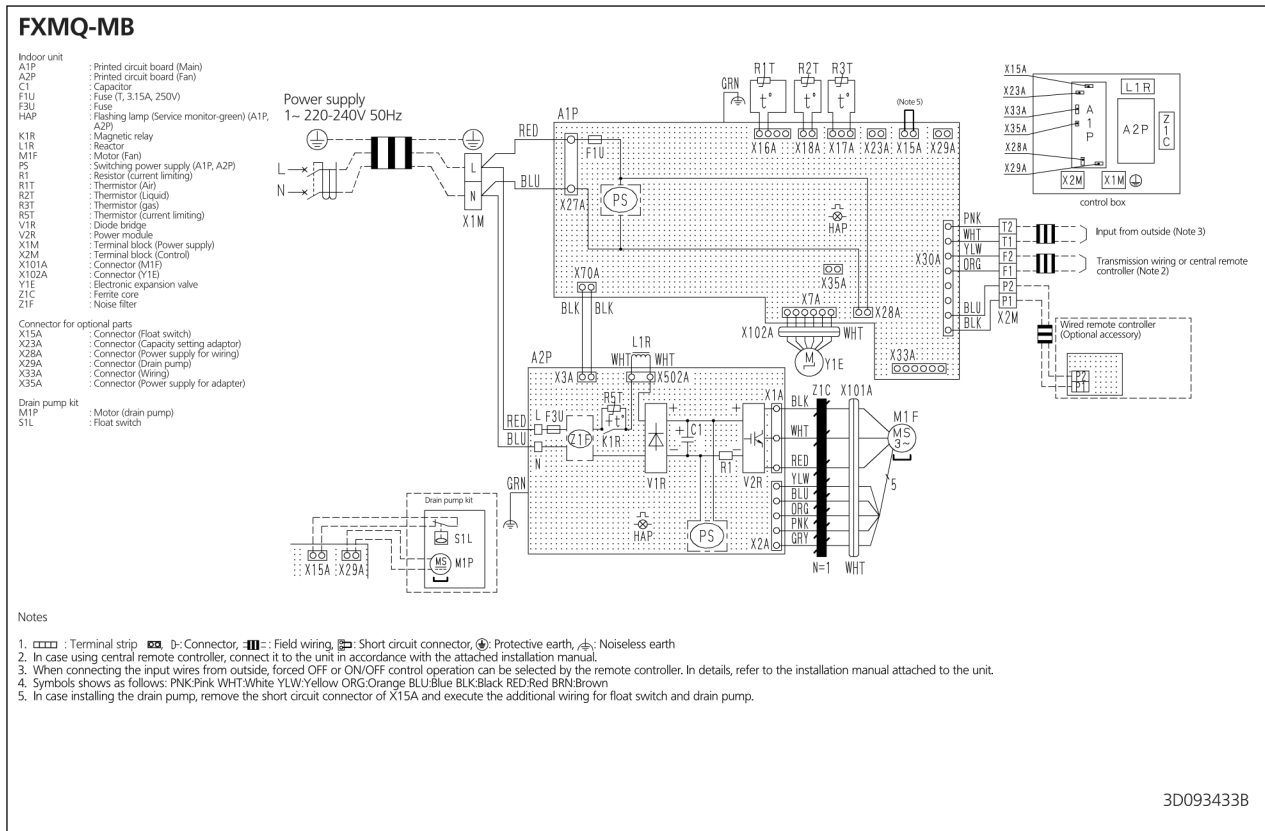 FXMQ-MB
Indoor unit
A1P : Printed circuit board (Main)
A2P : Printed circuit board (Fan)
C1 : Capacitor
F1U : Fuse (T, 3.15A, 250V)
F3U : Fuse
HAP : Flashing lamp (Service monitor-green) (A1P, A2P)
K1R : Magnetic relay
L1R : Reactor
M1F : Motor (Fan)
PS : Switching power supply (A1P, A2P)
R1 : Resistor (current limiting)
R1T : Thermistor (Air)
R2T : Thermistor (Liquid)
R3T : Thermistor (gas)
R5T : Thermistor (current limiting)
V1R : Diode bridge
V2R : Power module
X1M : Terminal block (Power supply)
X2M : Terminal block (Control)
X101A : Connector (M1F)
X102A : Connector (Y1E)
Y1E : Electronic expansion valve
Z1C : Ferrite core
Z1F : Noise filter
Connector for optional parts
X15A : Connector (Float switch)
X23A : Connector (Capacity setting adaptor)
X28A : Connector (Power supply for wiring)
X29A : Connector (Drain pump)
X33A : Connector (Wiring)
X35A : Connector (Power supply for adapter)
Drain pump kit
M1P : Motor (drain pump)
S1L : Float switch
Power supply
1~ 220-240V 50Hz
L
N
L
N
X1M
RED
BLU
A1P
F1U
X27A
PS
GRN
R1T R2T R3T
t° t° t°
(Note 5)
X16A X18A X17A X23A X15A X29A
HAP
X35A
X70A
BLK BLK
X7A
X28A
X102A WHT
M
Y1E
X33A
X30A
PNK
WHT
YLW
ORG
BLU
BLK
T2
T1
F2
F1
P2
P1
X2M
Input from outside (Note 3)
Transmission wiring or central remote
controller (Note 2)
Wired remote controller
(Optional accessory)
P2
P1
X15A
X23A
X33A
X35A
X28A
X29A
A
1
P
L1R
A2P
Z
1
C
X2M X1M
control box
A2P
L1R
WHT WHT
X3A X502A
RED
BLU
L F3U
N
Z1F
R5T
+t°
K1R
V1R
+
-
+ C1
R1
+
-
V2R
GRN
HAP
PS
X1A
X2A
BLK
WHT
RED
YLW
BLU
ORG
PNK
GRY
Z1C X101A
N=1 WHT
M1F
MS
3~
5
Drain pump kit
S1L
MS M1P
X15A X29A
Notes
1. : Terminal strip , : Connector, : Field wiring, : Short circuit connector, : Protective earth, : Noiseless earth
2. In case using central remote controller, connect it to the unit in accordance with the attached installation manual.
3. When connecting the input wires from outside, forced OFF or ON/OFF control operation can be selected by the remote controller. In details, refer to the installation manual attached to the unit.
4. Symbols shows as follows: PNK:Pink WHT:White YLW:Yellow ORG:Orange BLU:Blue BLK:Black RED:Red BRN:Brown
5. In case installing the drain pump, remove the short circuit connector of X15A and execute the additional wiring for float switch and drain pump.
3D093433B